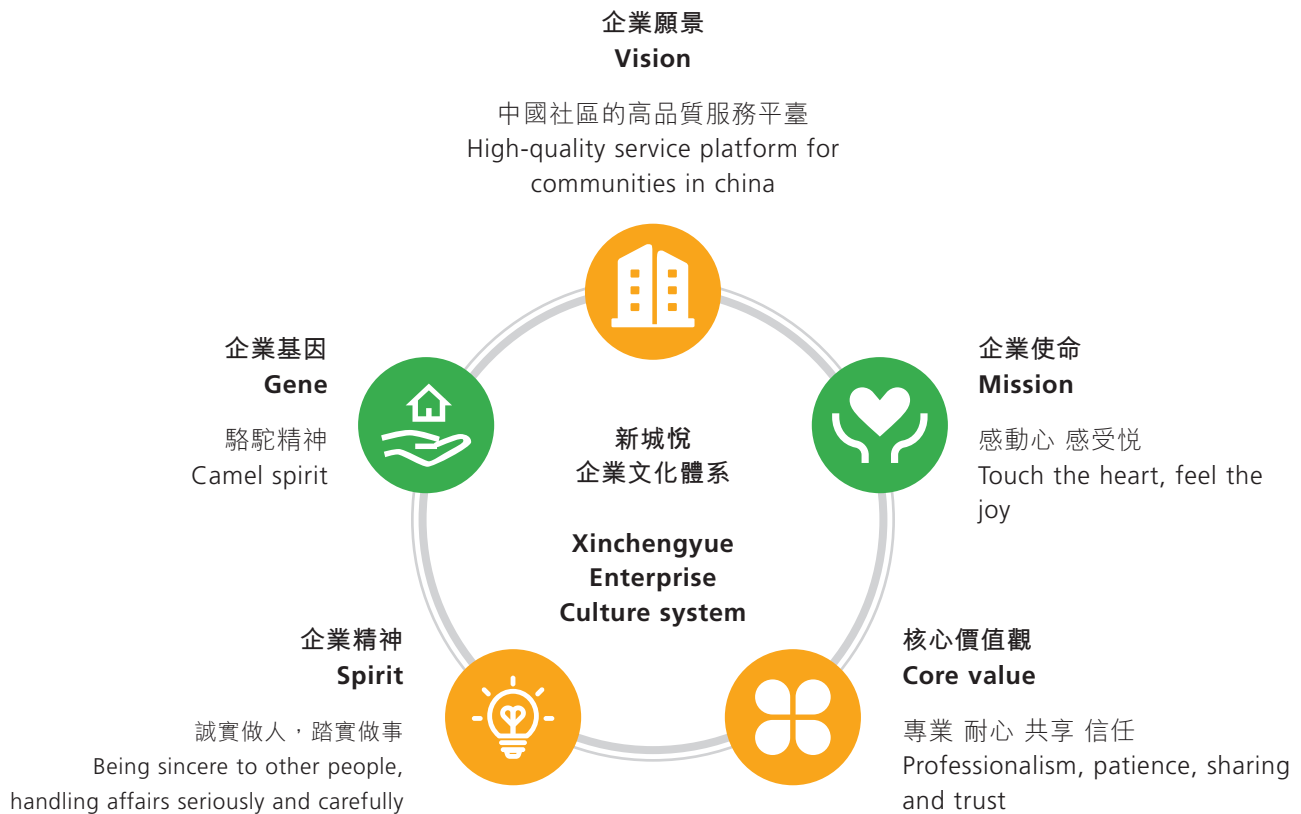 企業願景
Vision
中國社區的高品質服務平臺
High-quality service platform for
communities in china
企業基因
Gene
駱駝精神
Camel spirit
企業使命
Mission
感動心 感受悦
Touch the heart, feel the
joy
新城悅
企業文化體系
Xinchengyue
Enterprise
Culture system
企業精神
Spirit
誠實做人，踏實做事
Being sincere to other people,
handling affairs seriously and carefully
核心價值觀
Core value
專業 耐心 共享 信任
Professionalism, patience, sharing
and trust